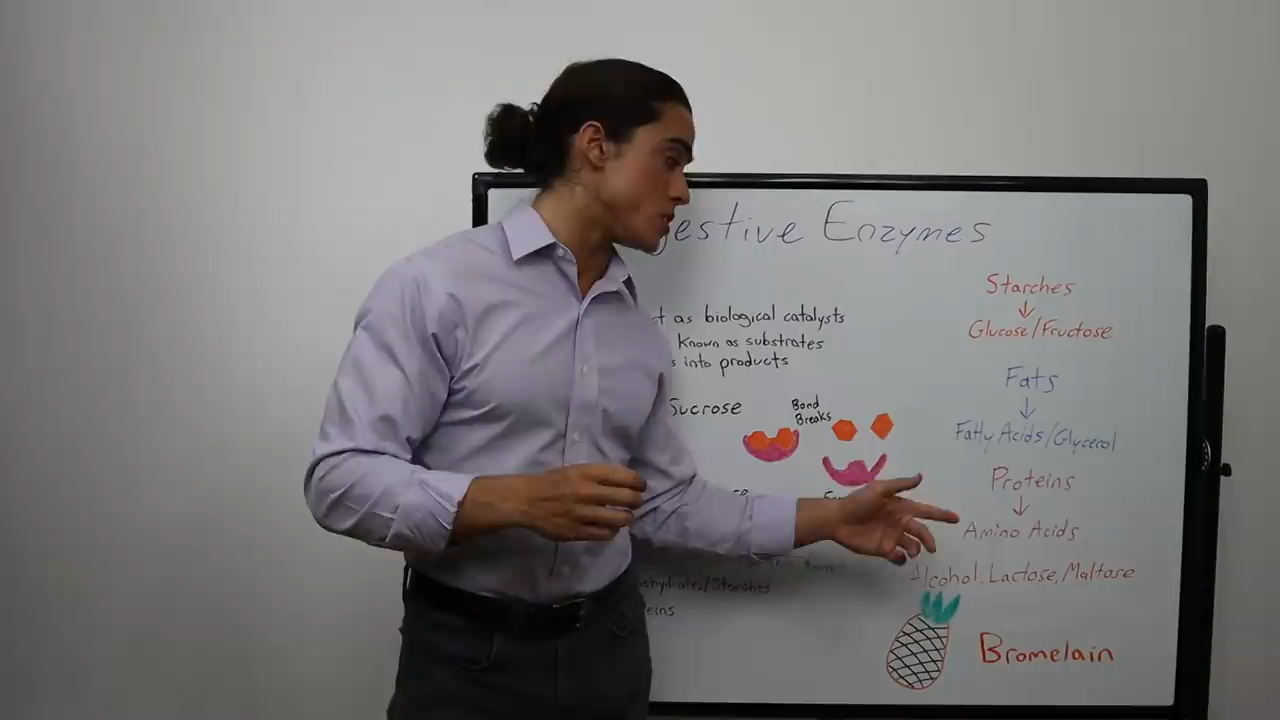 estive Enzymes
t as biological catalysts
Known as substrates
s into products
Sucrose
Bond
Breaks
ohydrates/Starches
eins
Starches
Glucose/Fructose
Fats
Fatty Acids/Glycerol
Proteins
Amino Acids
Alcohol, Lactose, Maltose
Bromelain